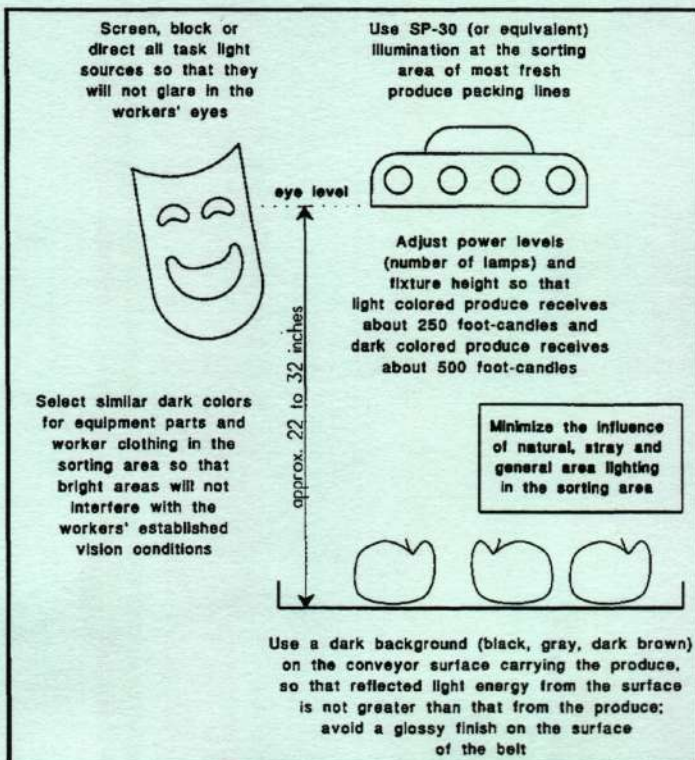 Screen, block or
direct all task light
sources so that they
will not glare in the
workers' eyes
Use SP-30 (or equivalent)
illumination at the sorting
area of most fresh
produce packing lines
eye level
Adjust power levels
(number of lamps) and
fixture height so that
light colored produce receives
about 250 foot-candles and
dark colored produce receives
about 500 foot-candles
approx. 22 to 32 inches
Select similar dark colors
for equipment parts and
worker clothing in the
sorting area so that
bright areas will not
interfere with the
workers' established
vision conditions
Minimize the influence
of natural, stray and
general area lighting
in the sorting area
Use a dark background (black, gray, dark brown)
on the conveyor surface carrying the produce,
so that reflected light energy from the surface
is not greater than that from the produce;
avoid a glossy finish on the surface
of the belt